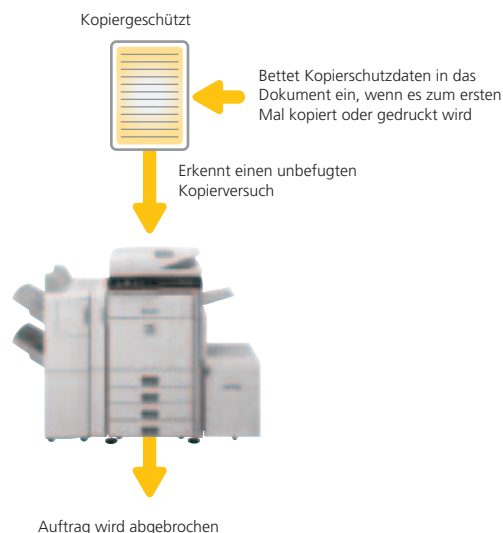 Kopiergeschützt
Bettet Kopierschutzdaten in das
Dokument ein, wenn es zum ersten
Mal kopiert oder gedruckt wird
Erkennt einen unbefugten
Kopierversuch
Auftrag wird abgebrochen